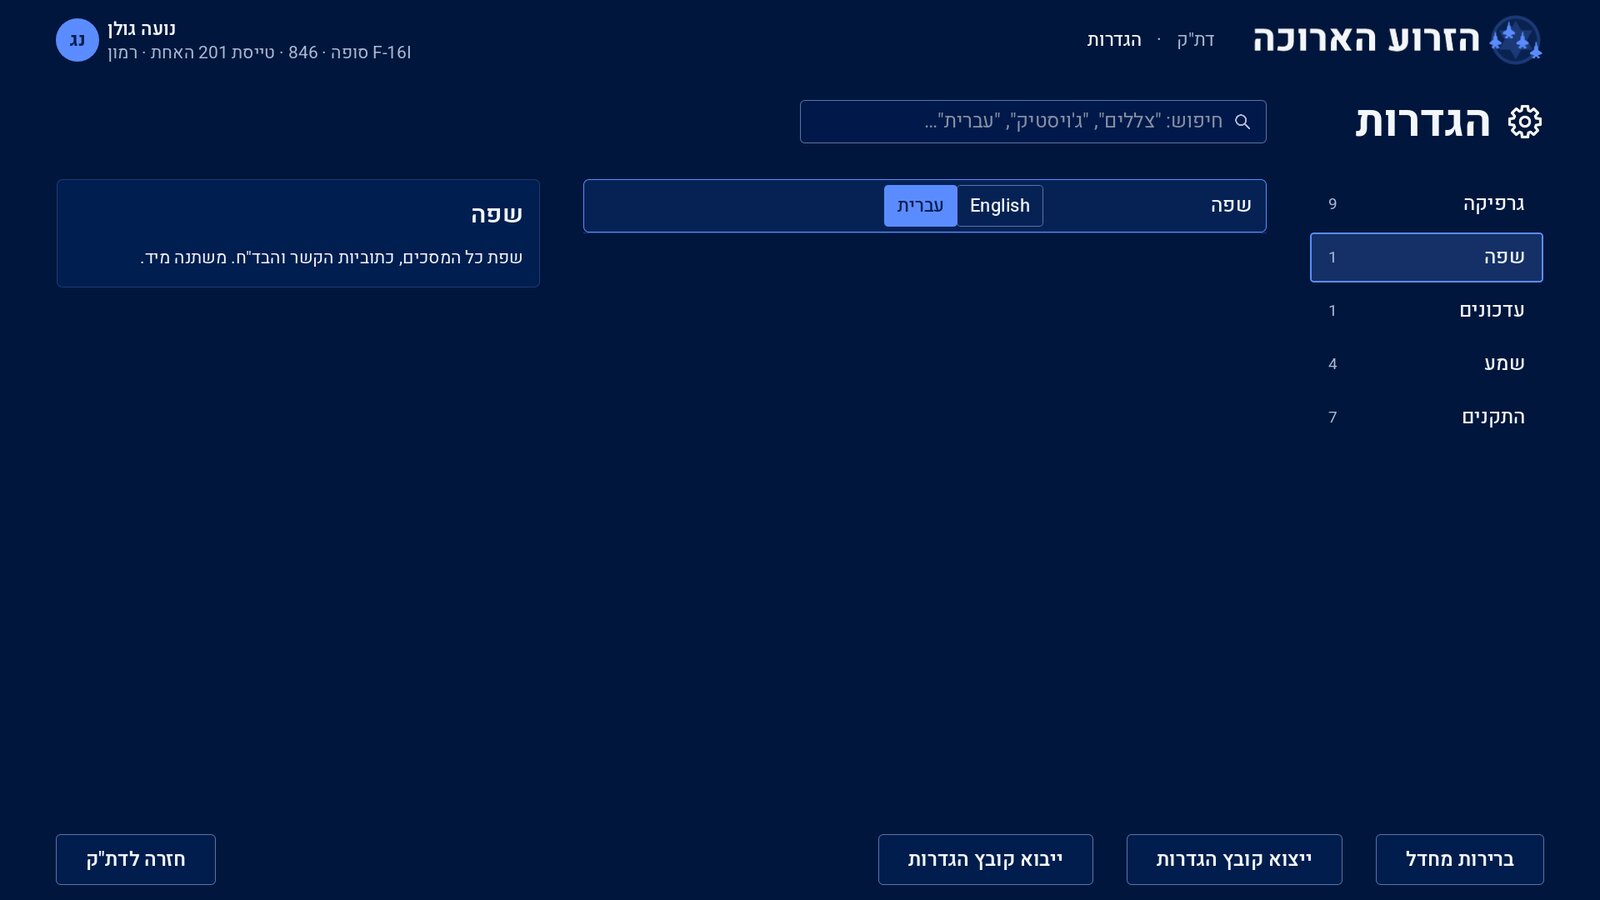 הזרוע הארוכה
דת"ק · הגדרות
נועה גולן
F-16I סופה · 846 · טייסת 201 האחת · רמון
נג
הגדרות
חיפוש: "צללים", "ג'ויסטיק", "עברית"...
גרפיקה 9
שפה 1
עדכונים 1
שמע 4
התקנים 7
שפה English עברית
שפה
שפת כל המסכים, כתוביות הקשר והבד"ח. משתנה מיד.
ברירות מחדל
ייצוא קובץ הגדרות
ייבוא קובץ הגדרות
חזרה לדת"ק